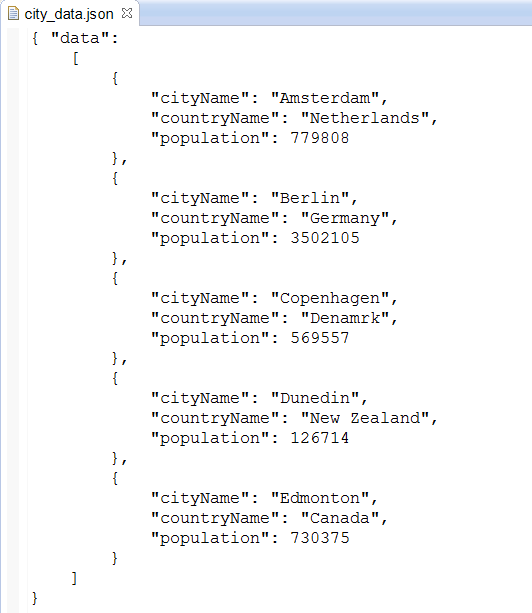 city_data.json
{ "data":
[
{
"cityName": "Amsterdam",
"countryName": "Netherlands",
"population": 779808
},
{
"cityName": "Berlin",
"countryName": "Germany",
"population": 3502105
},
{
"cityName": "Copenhagen",
"countryName": "Denamrk",
"population": 569557
},
{
"cityName": "Dunedin",
"countryName": "New Zealand",
"population": 126714
},
{
"cityName": "Edmonton",
"countryName": "Canada",
"population": 730375
}
]
}